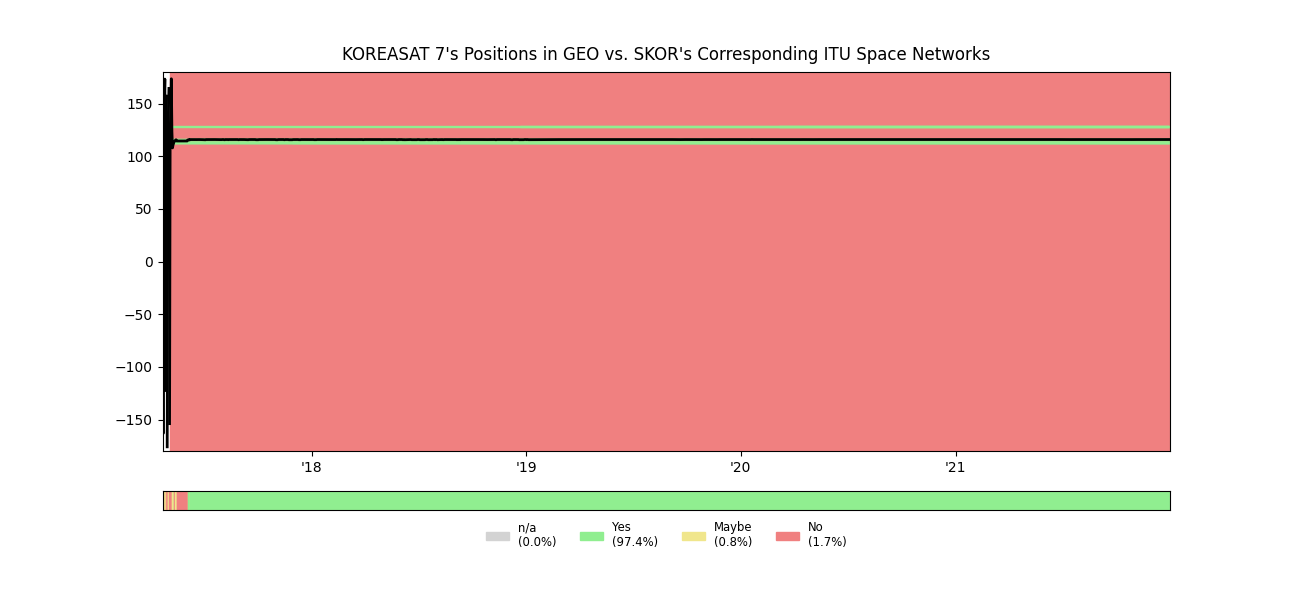 KOREASAT 7's Positions in GEO vs. SKOR's Corresponding ITU Space Networks
150
100
50
0
−50
−100
−150
'18 '19 '20 '21
n/a Yes Maybe No
(0.0%) (97.4%) (0.8%) (1.7%)